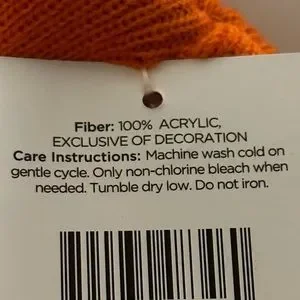 Fiber: 100% ACRYLIC,
EXCLUSIVE OF DECORATION
Care Instructions: Machine wash cold on
gentle cycle. Only non-chlorine bleach when
needed. Tumble dry low. Do not iron.